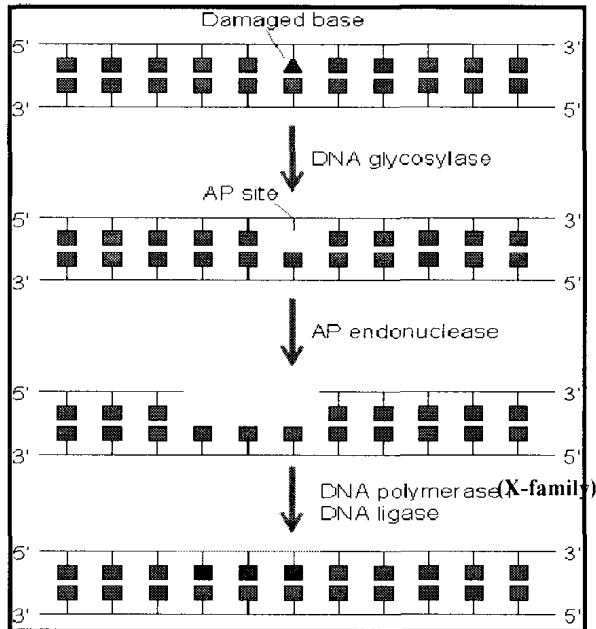 Damaged base
5' 3'
3' 5'
DNA glycosylase
AP site
5' 3'
3' 5'
AP endonuclease
5' 3'
3' 5'
DNA polymerase (X-family)
DNA ligase
5' 3'
3' 5'